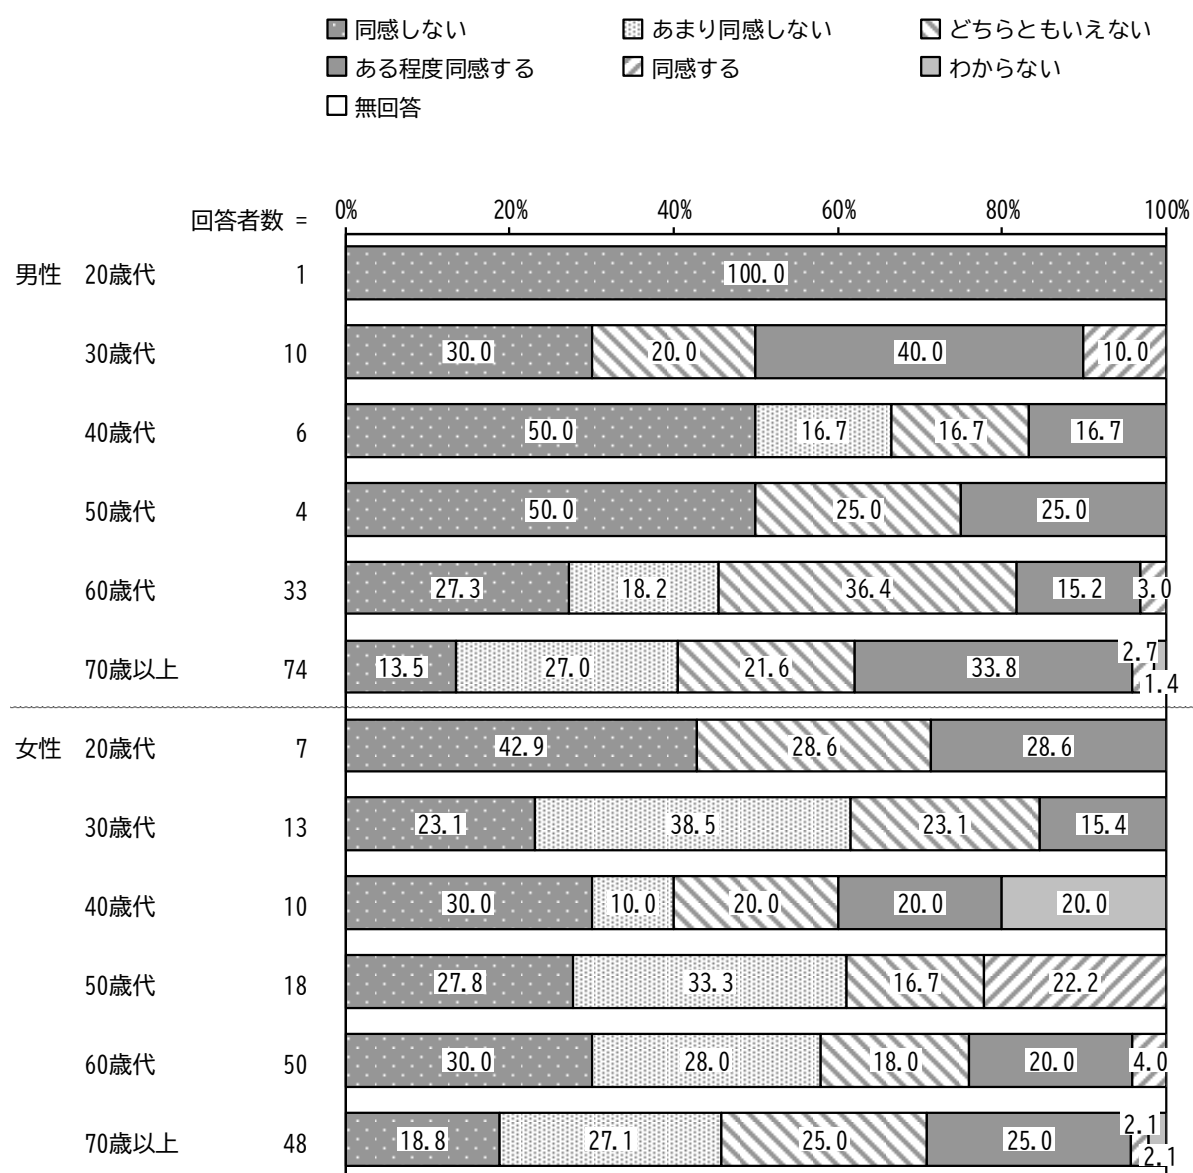 同感しない あまり同感しない どちらともいえない
ある程度同感する 同感する わからない
無回答
回答者数 = 0% 20% 40% 60% 80% 100%
男性 20歳代 1 100.0
30歳代 10 30.0 20.0 40.0 10.0
40歳代 6 50.0 16.7 16.7 16.7
50歳代 4 50.0 25.0 25.0
60歳代 33 27.3 18.2 36.4 15.2 3.0
70歳以上 74 13.5 27.0 21.6 33.8 2.7 1.4
女性 20歳代 7 42.9 28.6 28.6
30歳代 13 23.1 38.5 23.1 15.4
40歳代 10 30.0 10.0 20.0 20.0 20.0
50歳代 18 27.8 33.3 16.7 22.2
60歳代 50 30.0 28.0 18.0 20.0 4.0
70歳以上 48 18.8 27.1 25.0 25.0 2.1 2.1